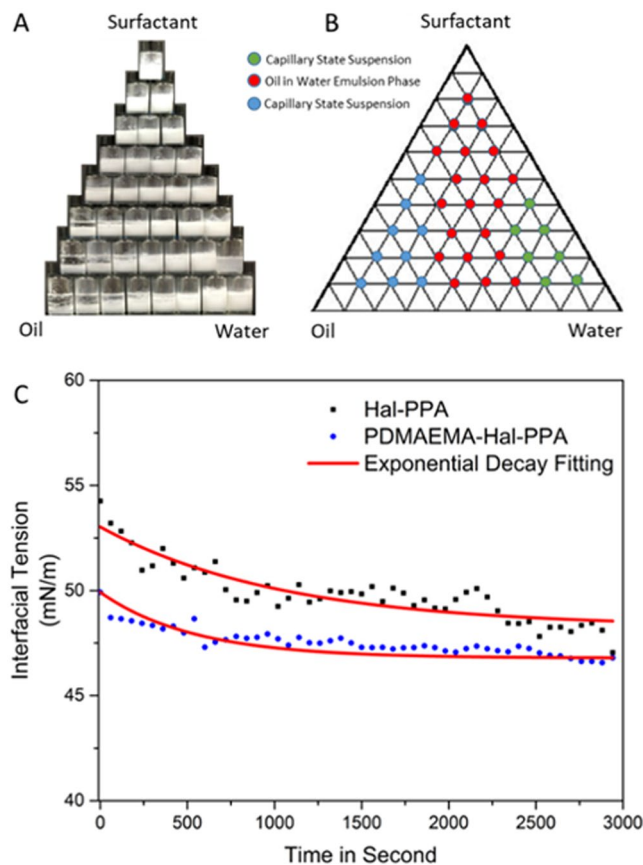 A
Surfactant
Oil
Water
B
Surfactant
Capillary State Suspension
Oil in Water Emulsion Phase
Capillary State Suspension
Oil
Water
C
60
55
50
45
40
Interfacial Tension
(mN/m)
Hal-PPA
PDMAEMA-Hal-PPA
Exponential Decay Fitting
0
500
1000
1500
2000
2500
3000
Time in Second